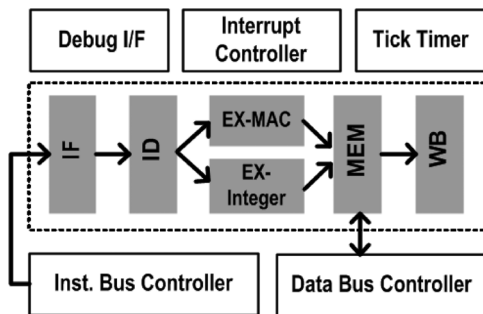 Debug I/F
Interrupt
Controller
Tick Timer
IF
ID
EX-MAC
EX-
Integer
MEM
WB
Inst. Bus Controller
Data Bus Controller